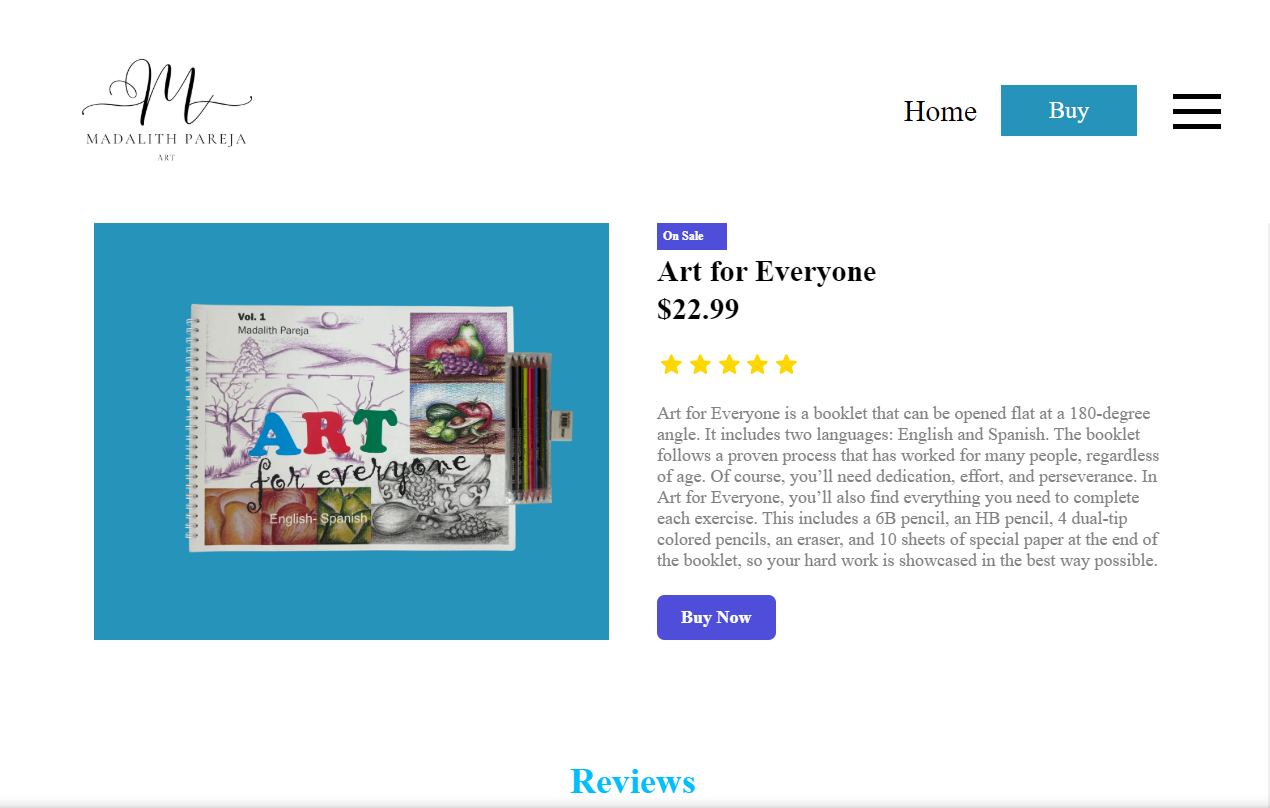 M
MADALITH PAREJA
ART
Home
Buy
Vol. 1
Madalith Pareja
ART
for everyone
English- Spanish
On Sale
Art for Everyone
$22.99
Art for Everyone is a booklet that can be opened flat at a 180-degree
angle. It includes two languages: English and Spanish. The booklet
follows a proven process that has worked for many people, regardless
of age. Of course, you’ll need dedication, effort, and perseverance. In
Art for Everyone, you’ll also find everything you need to complete
each exercise. This includes a 6B pencil, an HB pencil, 4 dual-tip
colored pencils, an eraser, and 10 sheets of special paper at the end of
the booklet, so your hard work is showcased in the best way possible.
Buy Now
Reviews